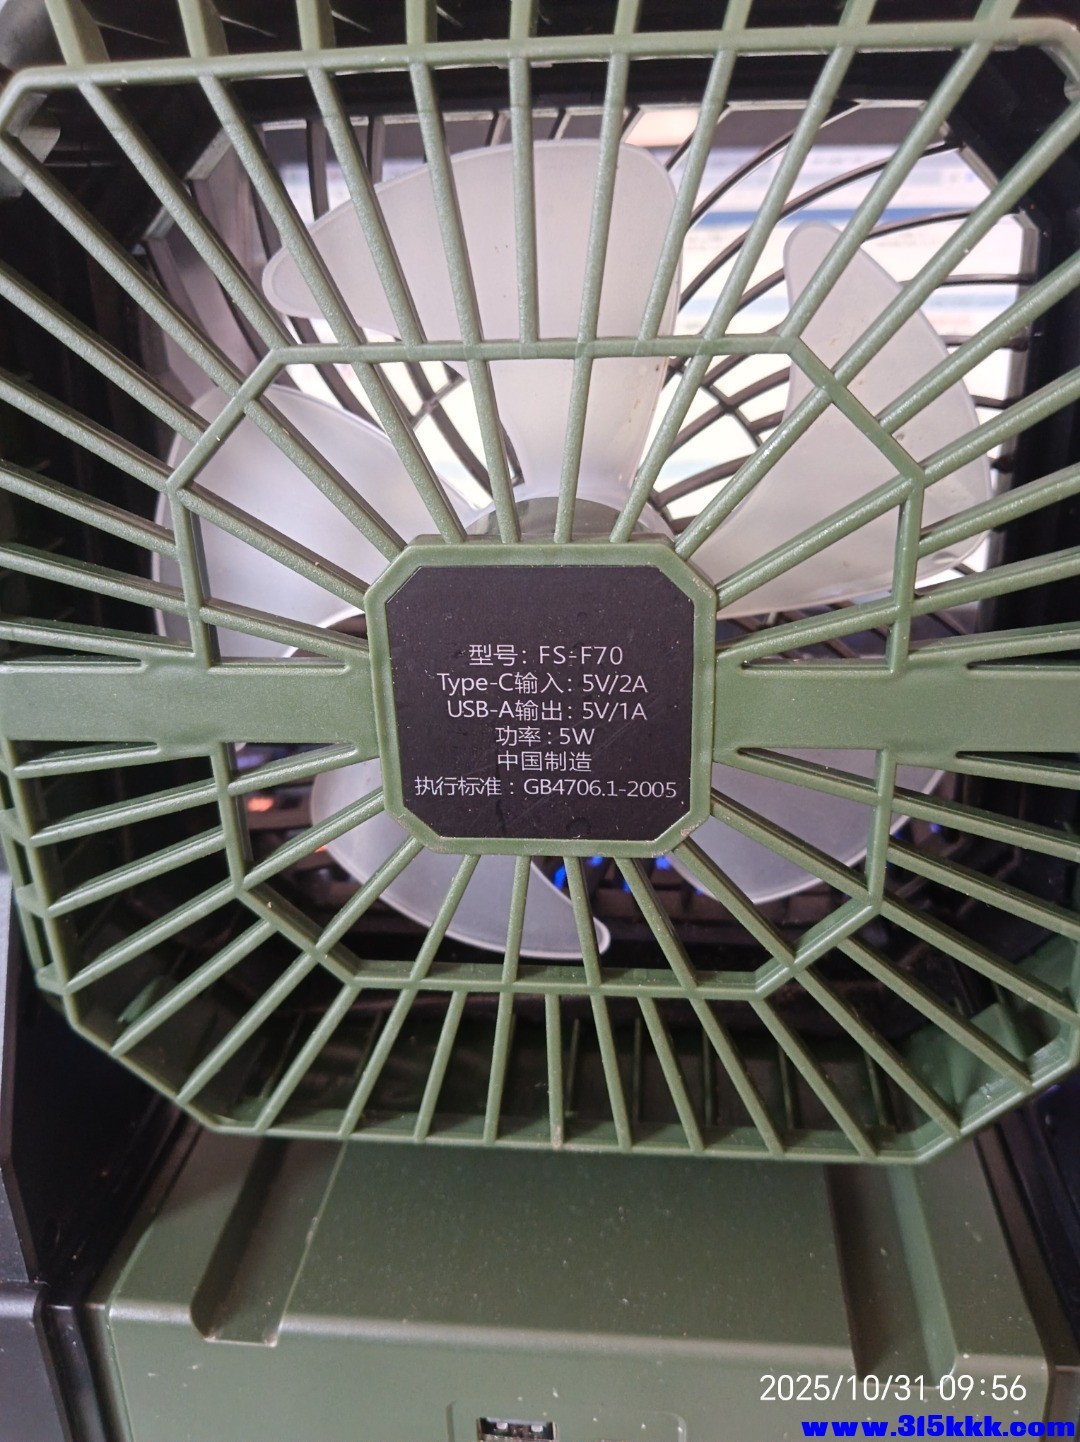 型号: FS-F70
Type-C输入: 5V/2A
USB-A输出: 5V/1A
功率: 5W
中国制造
执行标准: GB4706.1-2005
2025/10/31 09:56
www.315kkk.com